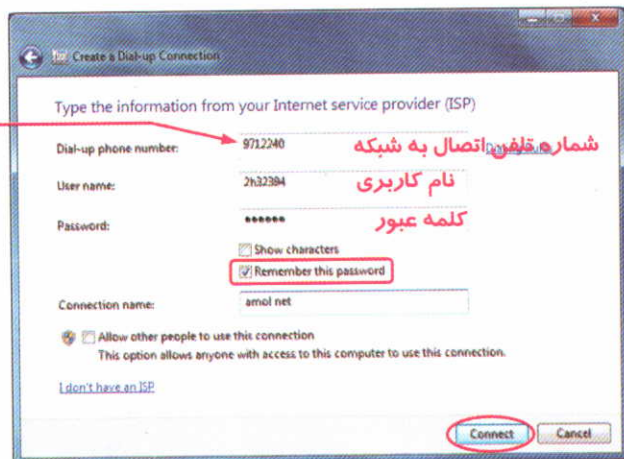 Create a Dial-up Connection
Type the information from your Internet service provider (ISP)
Dial-up phone number: 9712240 شماره تلفن اتصال به شبکه
User name: 2h32394 نام کاربری
Password: •••••• کلمه عبور
Show characters
Remember this password
Connection name: amol net
Allow other people to use this connection
This option allows anyone with access to this computer to use this connection.
I don't have an ISP
Connect Cancel